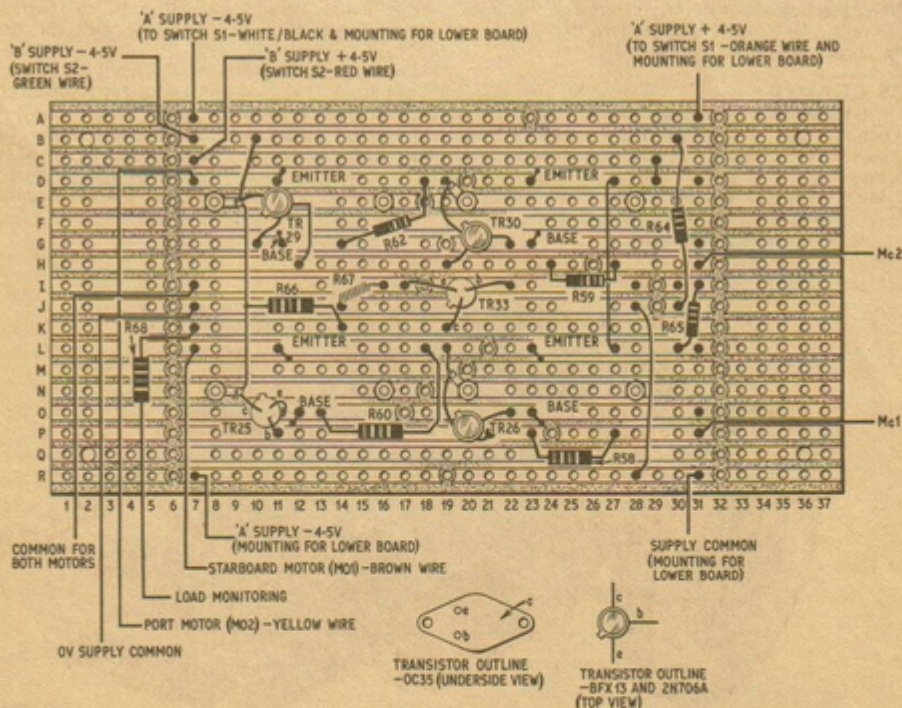 'A' SUPPLY -4·5V
(TO SWITCH S1-WHITE/BLACK & MOUNTING FOR LOWER BOARD)
'B' SUPPLY -4·5V
(SWITCH S2-
GREEN WIRE)
'B' SUPPLY +4·5V
(SWITCH S2-RED WIRE)
'A' SUPPLY + 4·5V
(TO SWITCH S1 -ORANGE WIRE AND
MOUNTING FOR LOWER BOARD)
A
B
C
D
E
F
G
H
I
J
K
L
M
N
O
P
Q
R
EMITTER
EMITTER
TR
29
BASE
R62
TR30
BASE
R64
Mc2
R66
R67
TR33
R59
R65
R68
EMITTER
EMITTER
c
e
b
TR25
BASE
R60
TR26
BASE
R58
Mc1
1 2 3 4 5 6 7 8 9 10 11 12 13 14 15 16 17 18 19 20 21 22 23 24 25 26 27 28 29 30 31 32 33 34 35 36 37
COMMON FOR
BOTH MOTORS
'A' SUPPLY -4·5V
(MOUNTING FOR LOWER BOARD)
STARBOARD MOTOR (MO1)-BROWN WIRE
LOAD MONITORING
PORT MOTOR (MO2) -YELLOW WIRE
OV SUPPLY COMMON
SUPPLY COMMON
(MOUNTING FOR
LOWER BOARD)
e
b
c
TRANSISTOR OUTLINE
-OC35 (UNDERSIDE VIEW)
c
b
e
TRANSISTOR OUTLINE
-BFX13 AND 2N706A
(TOP VIEW)